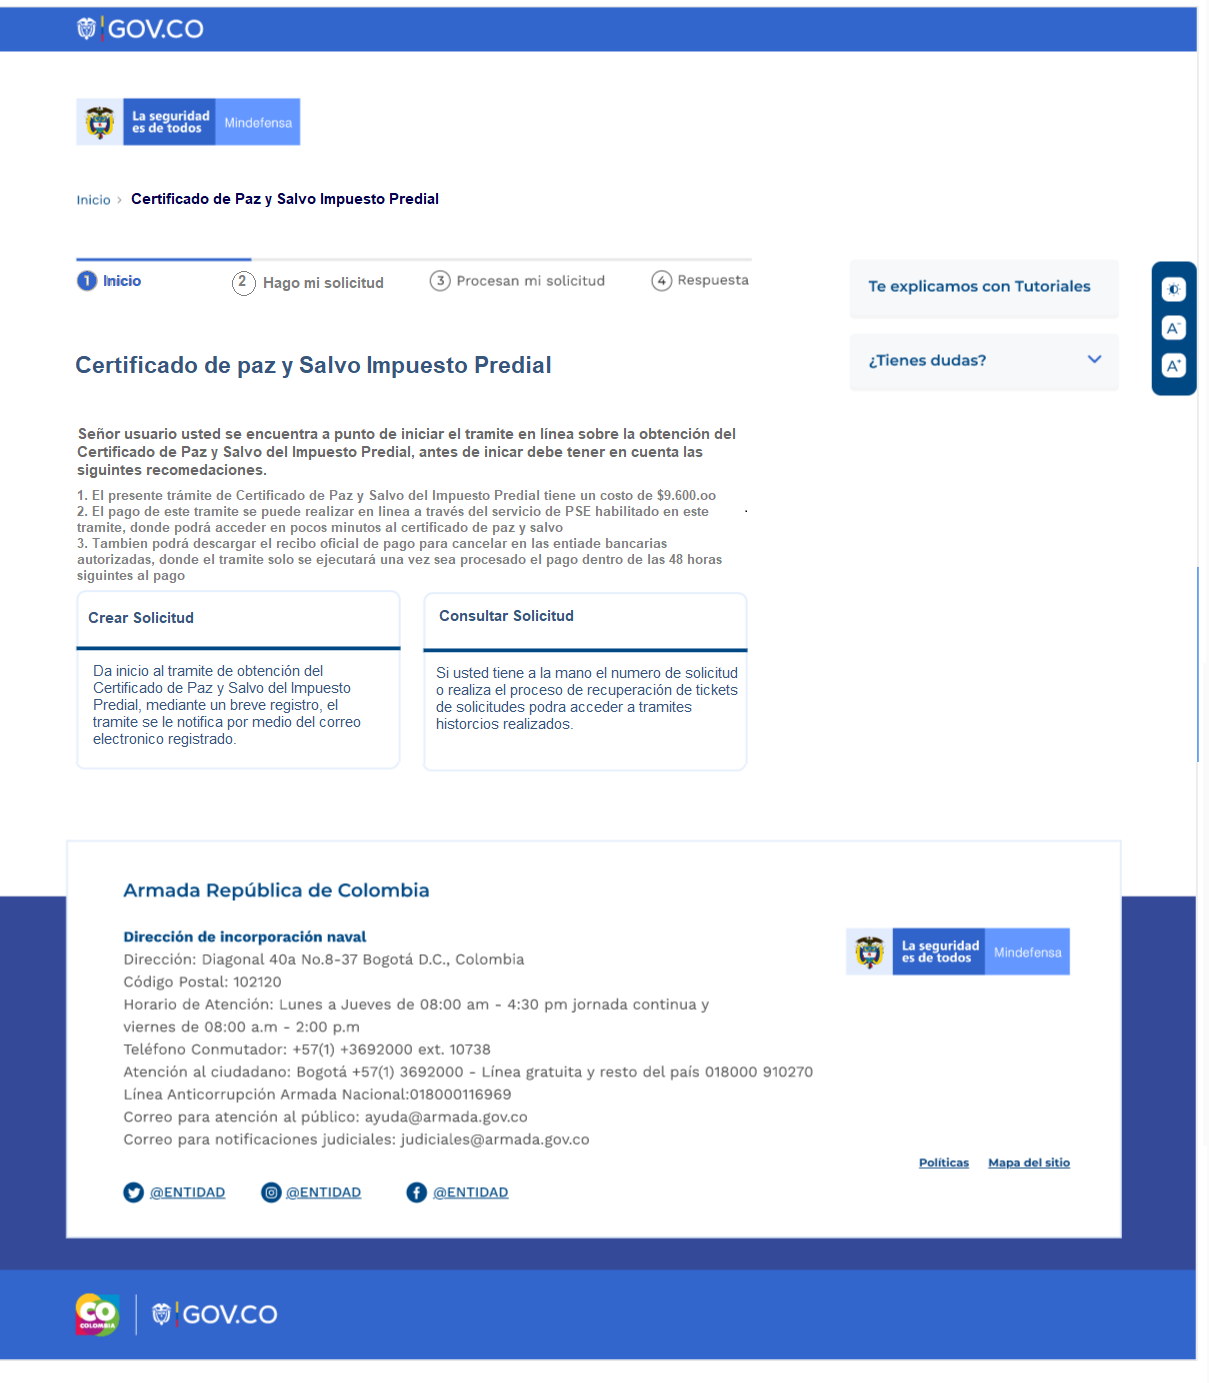 GOV.CO
La seguridad
es de todos
Mindefensa
Inicio > Certificado de Paz y Salvo Impuesto Predial
1 Inicio
2 Hago mi solicitud
3 Procesan mi solicitud
4 Respuesta
Te explicamos con Tutoriales
¿Tienes dudas?
A-
A+
Certificado de paz y Salvo Impuesto Predial
Señor usuario usted se encuentra a punto de iniciar el tramite en línea sobre la obtención del
Certificado de Paz y Salvo del Impuesto Predial, antes de inicar debe tener en cuenta las
siguintes recomedaciones.
1. El presente trámite de Certificado de Paz y Salvo del Impuesto Predial tiene un costo de $9.600.oo
2. El pago de este tramite se puede realizar en linea a través del servicio de PSE habilitado en este
tramite, donde podrá acceder en pocos minutos al certificado de paz y salvo
3. Tambien podrá descargar el recibo oficial de pago para cancelar en las entiade bancarias
autorizadas, donde el tramite solo se ejecutará una vez sea procesado el pago dentro de las 48 horas
siguintes al pago
Crear Solicitud
Da inicio al tramite de obtención del
Certificado de Paz y Salvo del Impuesto
Predial, mediante un breve registro, el
tramite se le notifica por medio del correo
electronico registrado.
Consultar Solicitud
Si usted tiene a la mano el numero de solicitud
o realiza el proceso de recuperación de tickets
de solicitudes podra acceder a tramites
historcios realizados.
Armada República de Colombia
Dirección de incorporación naval
Dirección: Diagonal 40a No.8-37 Bogotá D.C., Colombia
Código Postal: 102120
Horario de Atención: Lunes a Jueves de 08:00 am - 4:30 pm jornada continua y
viernes de 08:00 a.m - 2:00 p.m
Teléfono Conmutador: +57(1) +3692000 ext. 10738
Atención al ciudadano: Bogotá +57(1) 3692000 - Línea gratuita y resto del país 018000 910270
Línea Anticorrupción Armada Nacional:018000116969
Correo para atención al público: ayuda@armada.gov.co
Correo para notificaciones judiciales: judiciales@armada.gov.co
@ENTIDAD
@ENTIDAD
@ENTIDAD
La seguridad
es de todos
Mindefensa
Políticas
Mapa del sitio
CO
COLOMBIA
GOV.CO